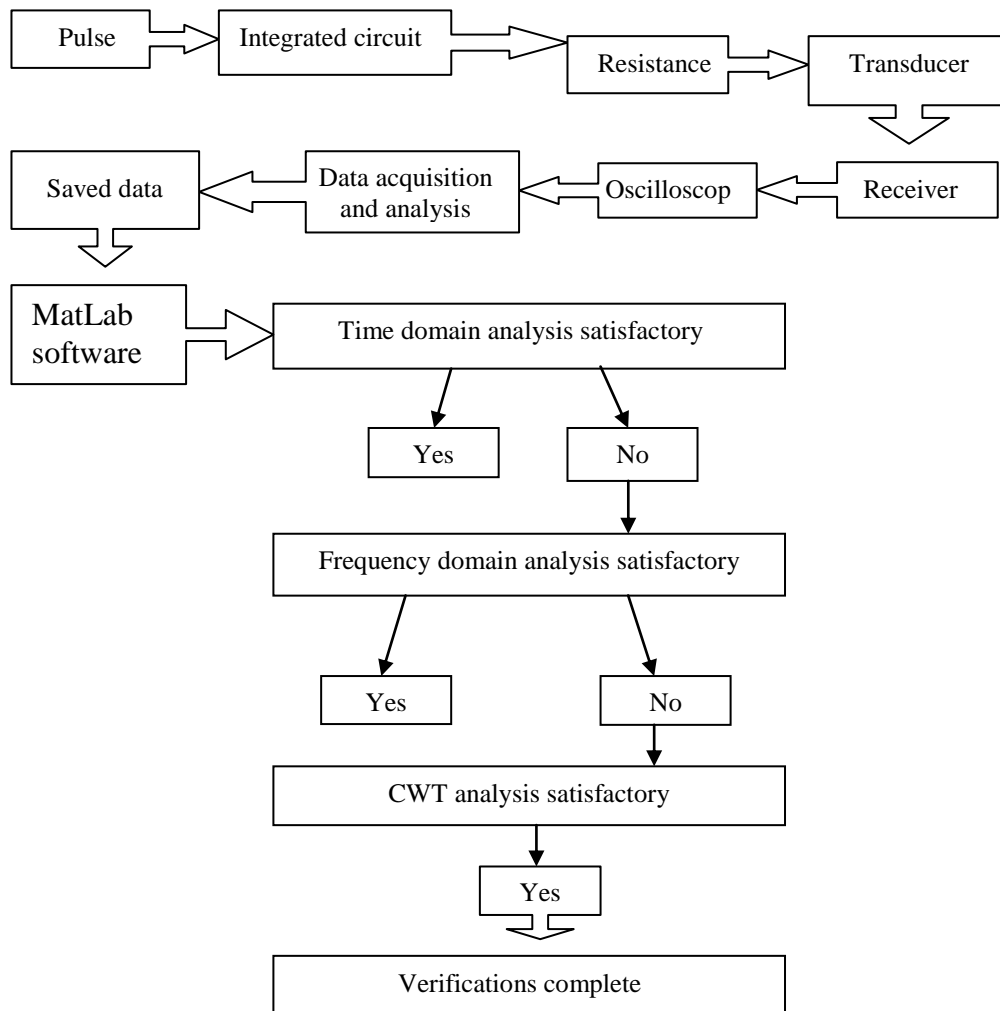 Pulse
Integrated circuit
Resistance
Transducer
Saved data
Data acquisition
and analysis
Oscilloscop
Receiver
MatLab
software
Time domain analysis satisfactory
Yes
No
Frequency domain analysis satisfactory
Yes
No
CWT analysis satisfactory
Yes
Verifications complete